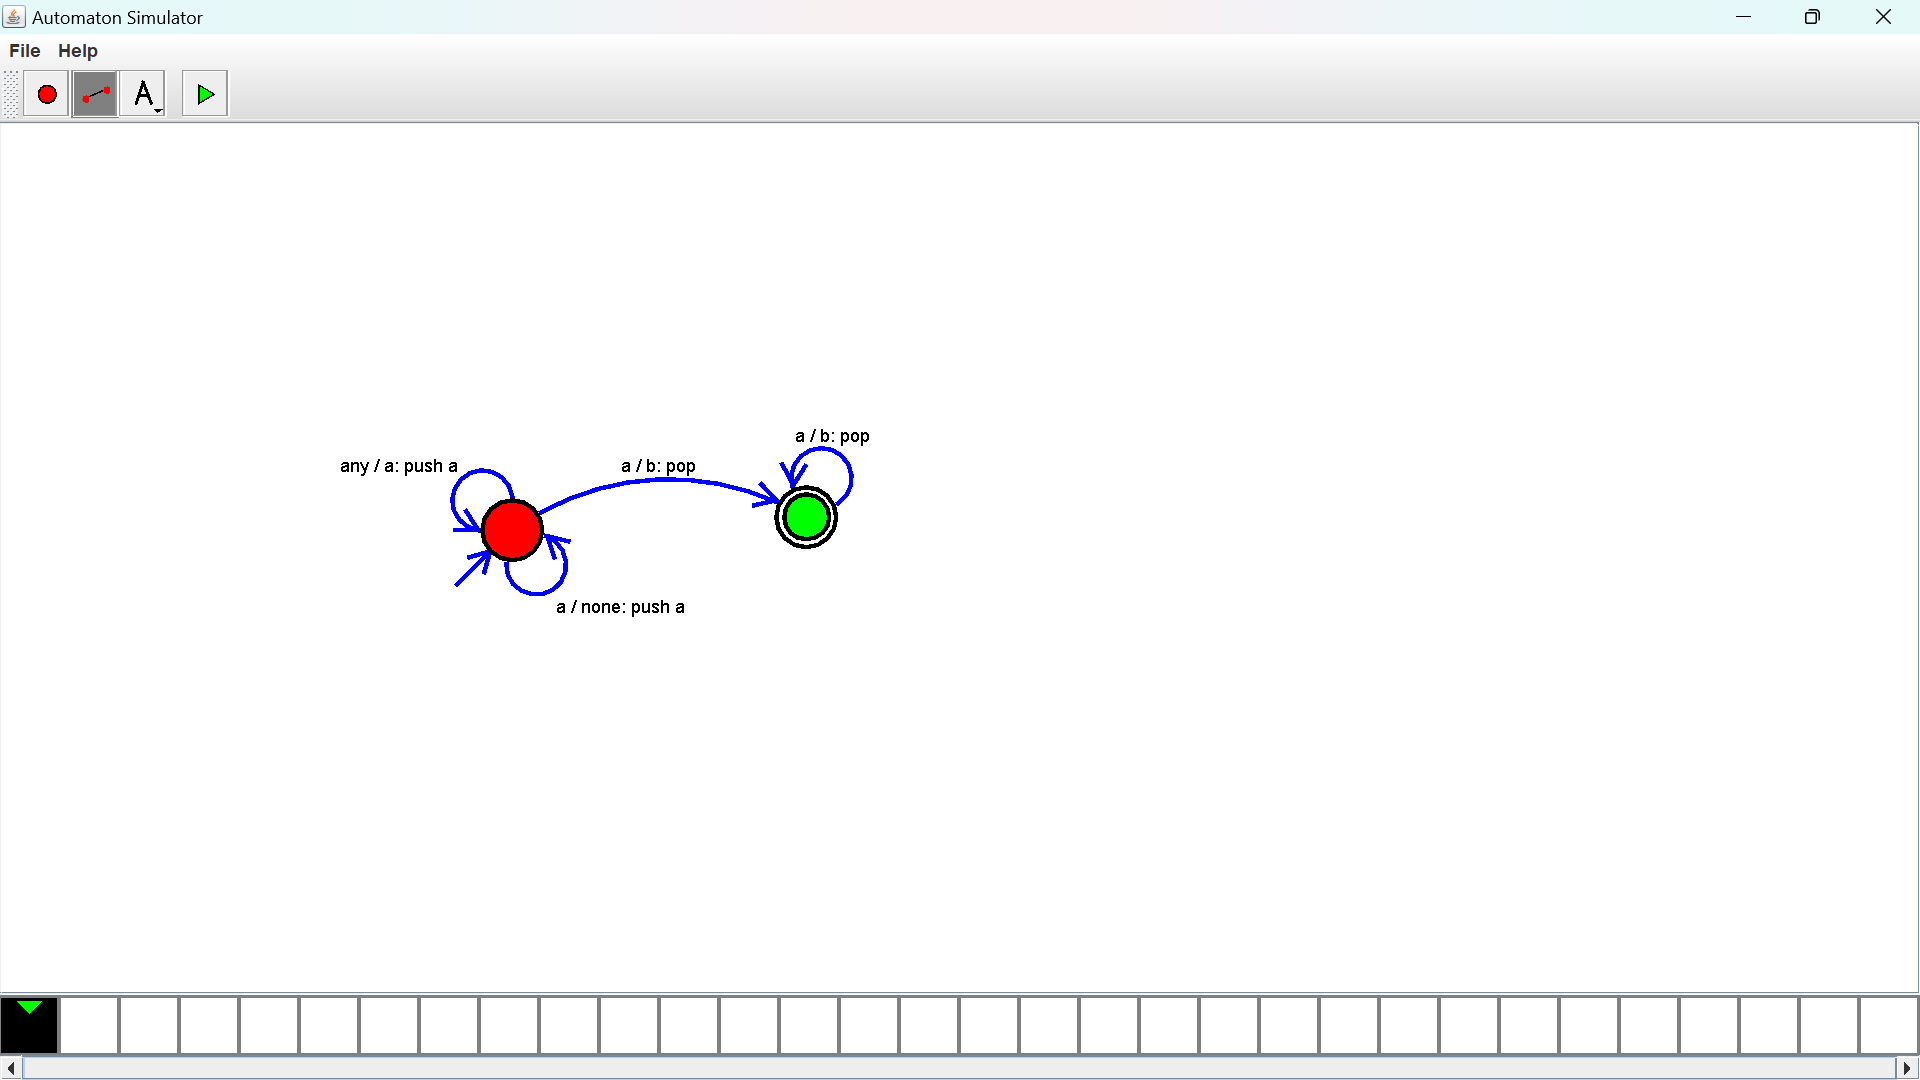 Automaton Simulator
File Help
A
a / b: pop
any / a: push a
a / b: pop
a / none: push a